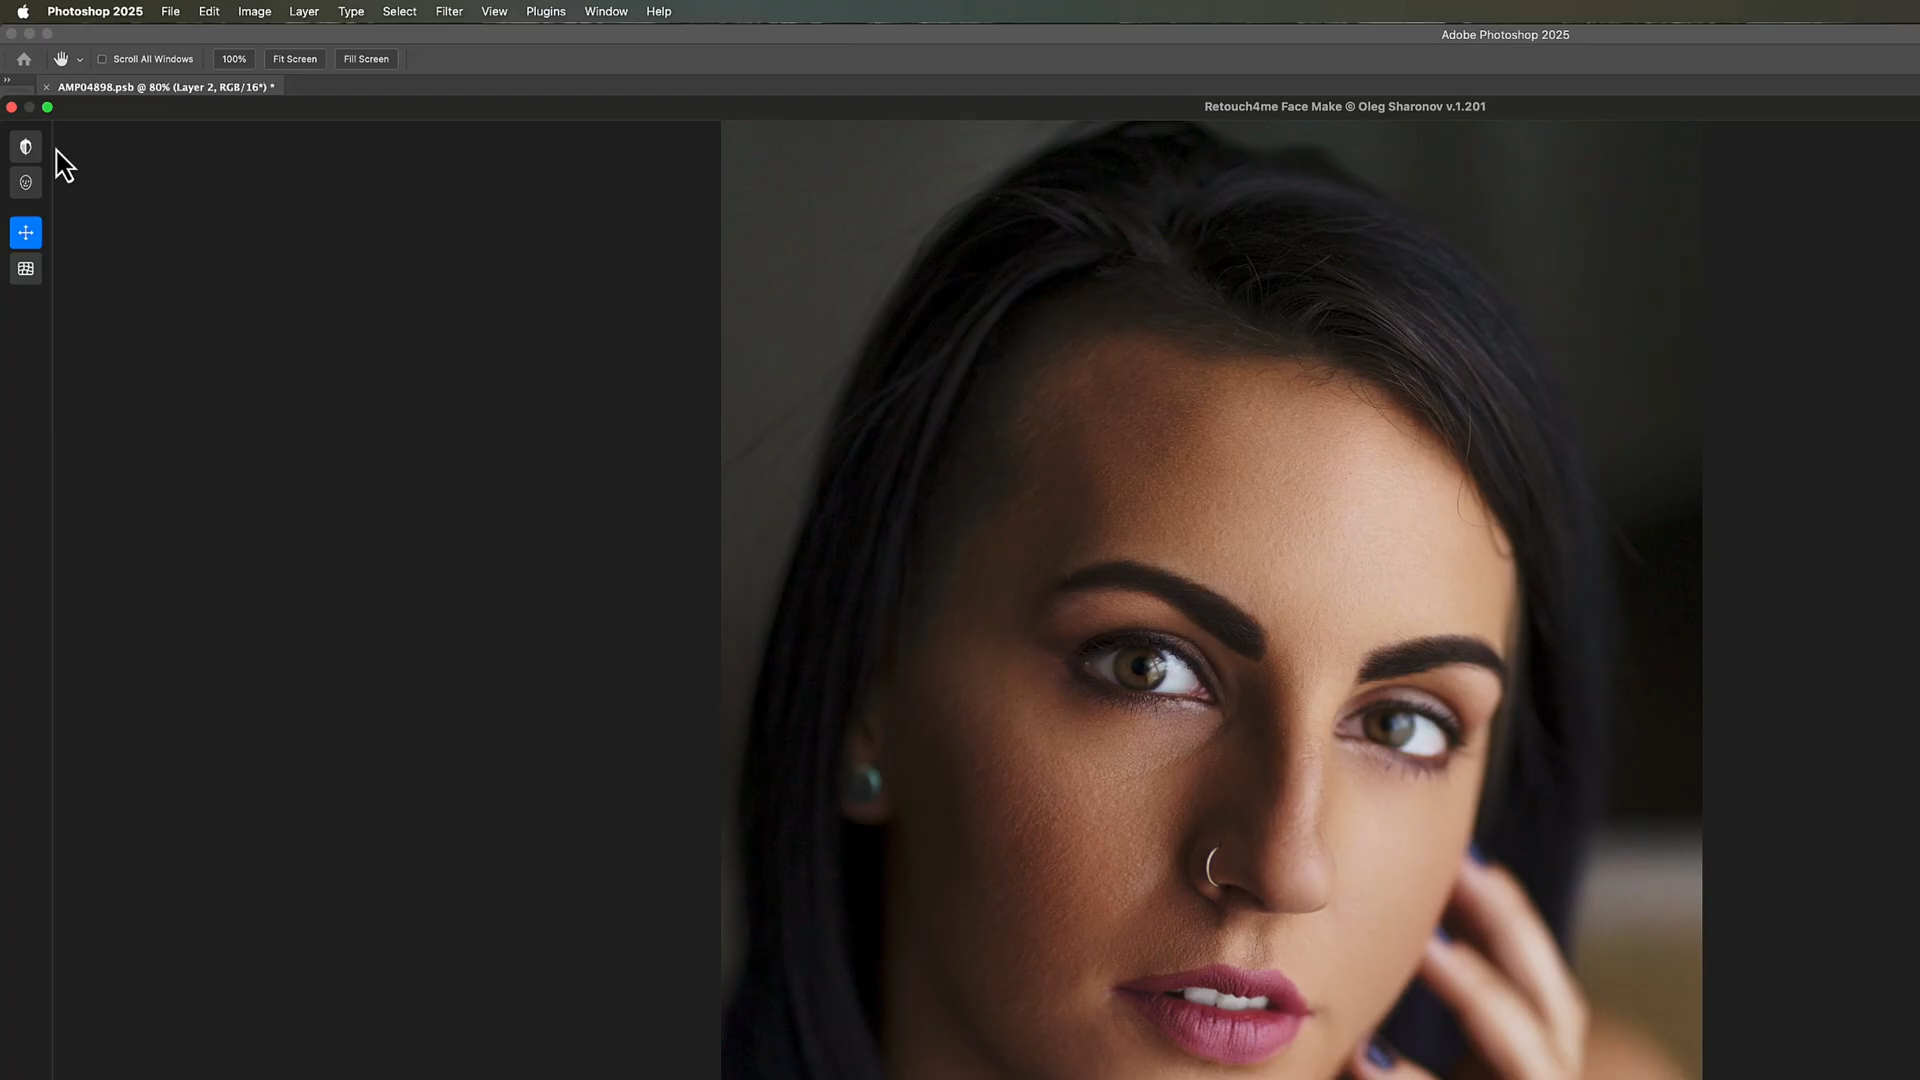 Photoshop 2025 File Edit Image Layer Type Select Filter View Plugins Window Help
Adobe Photoshop 2025
Scroll All Windows 100% Fit Screen Fill Screen
AMP04898.psb @ 80% (Layer 2, RGB/16*) *
Retouch4me Face Make © Oleg Sharonov v.1.201